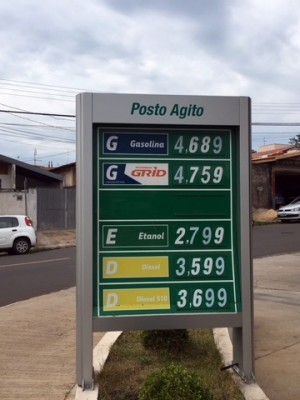 Posto Agito
G Gasolina 4,689
G GRID 4,759
E Etanol 2,799
D Diesel 3,599
D Diesel S10 3,699